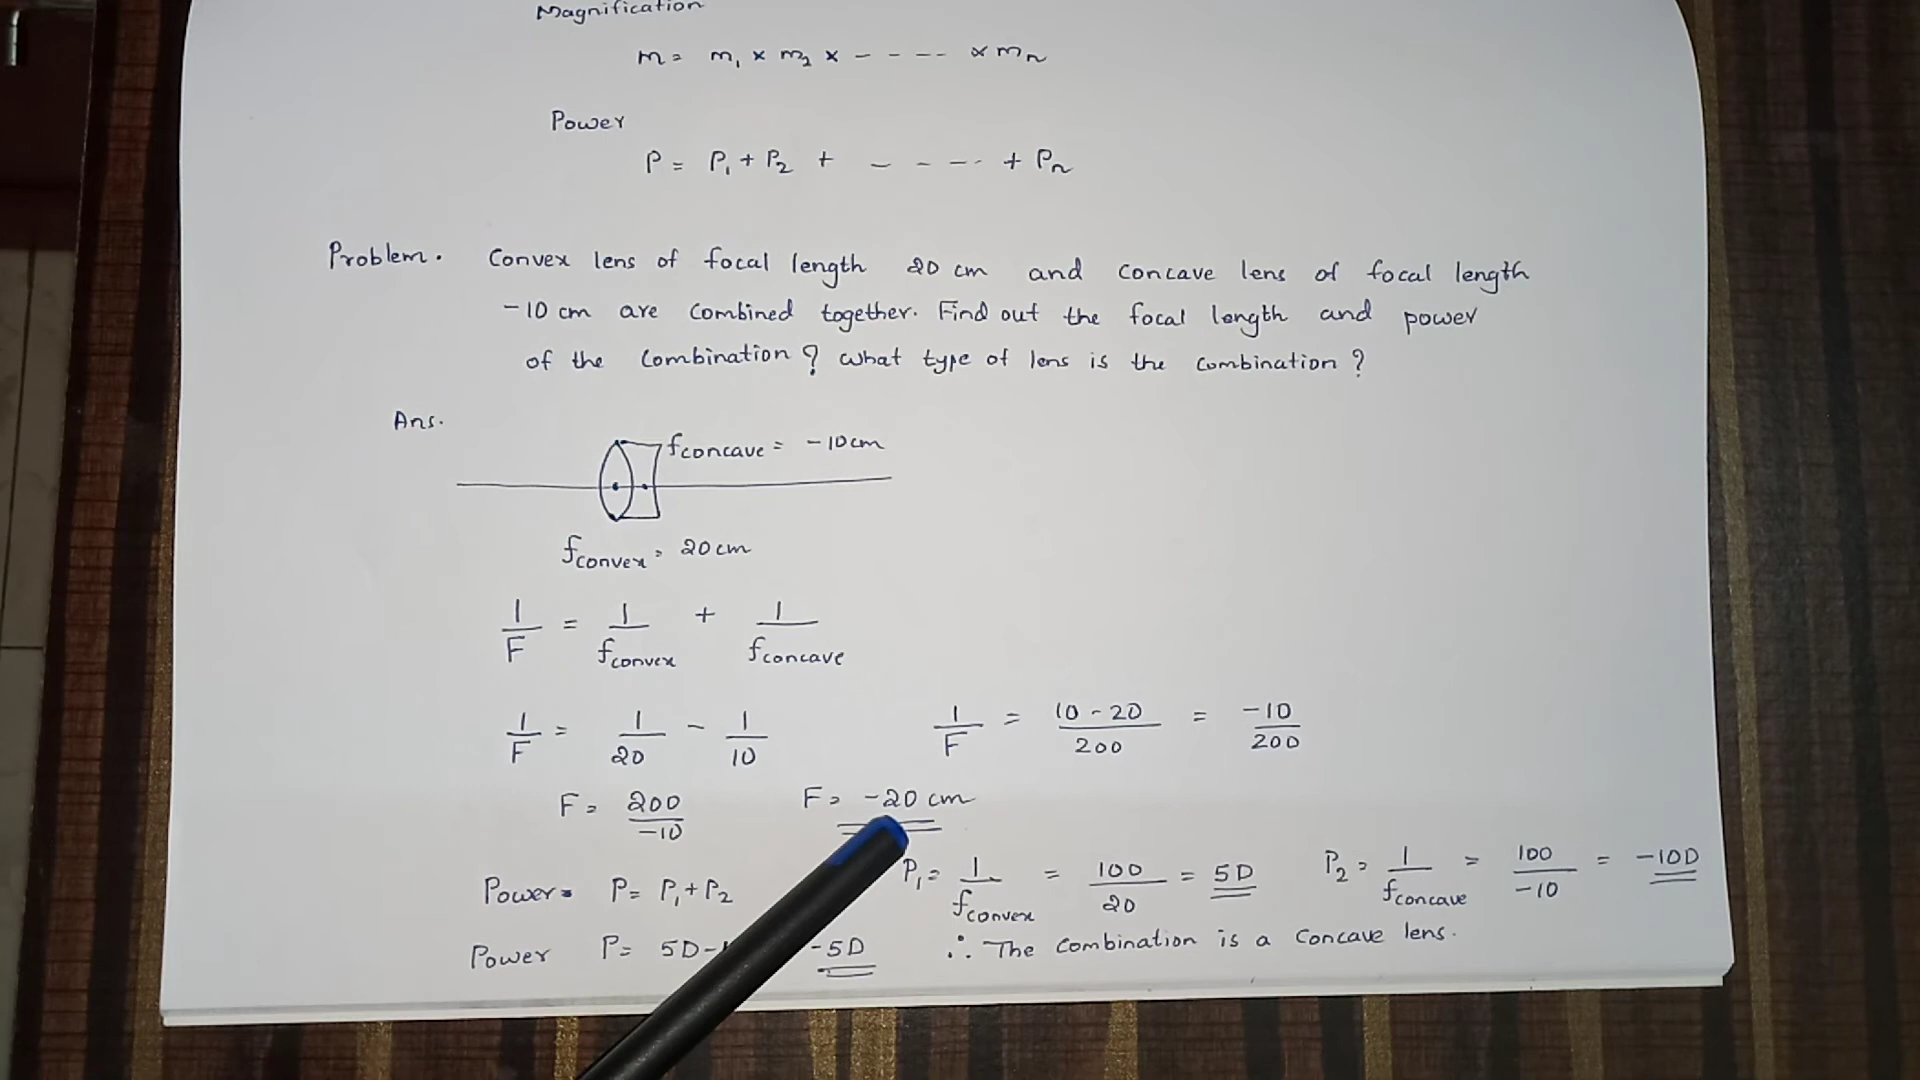 Magnification
m = m₁ × m₂ × - - - - × mₙ
Power
P = P₁ + P₂ + - - - - + Pₙ
Problem. Convex lens of focal length 20 cm and concave lens of focal length
-10 cm are combined together. Find out the focal length and power
of the combination? what type of lens is the combination?
Ans.
fconcave = -10cm
fconvex = 20 cm
1/F = 1/fconvex + 1/fconcave
1/F = 1/20 - 1/10 1/F = 10-20/200 = -10/200
F = 200/-10 F = -20 cm
Power = P = P₁ + P₂ P₁ = 1/fconvex = 100/20 = 5D P₂ = 1/fconcave = 100/-10 = -10D
Power P = 5D- -5D ∴ The combination is a concave lens.